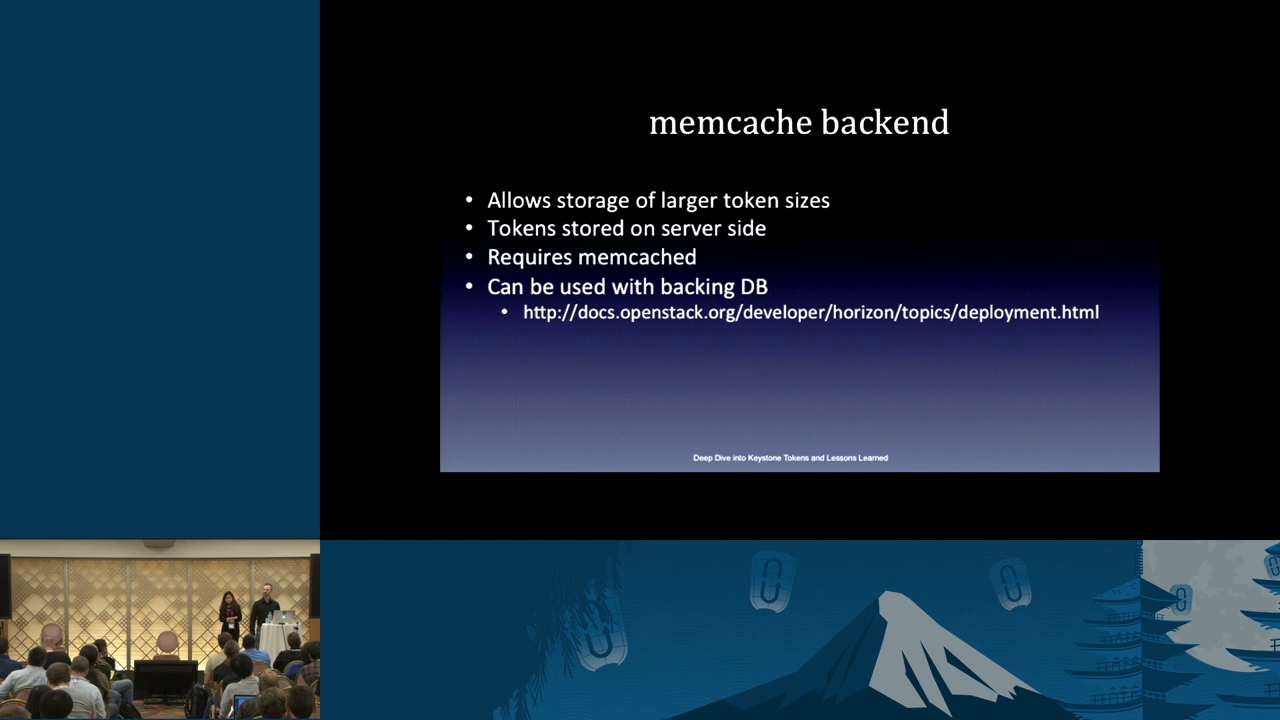 memcache backend
• Allows storage of larger token sizes
• Tokens stored on server side
• Requires memcached
• Can be used with backing DB
• http://docs.openstack.org/developer/horizon/topics/deployment.html
Deep Dive into Keystone Tokens and Lessons Learned